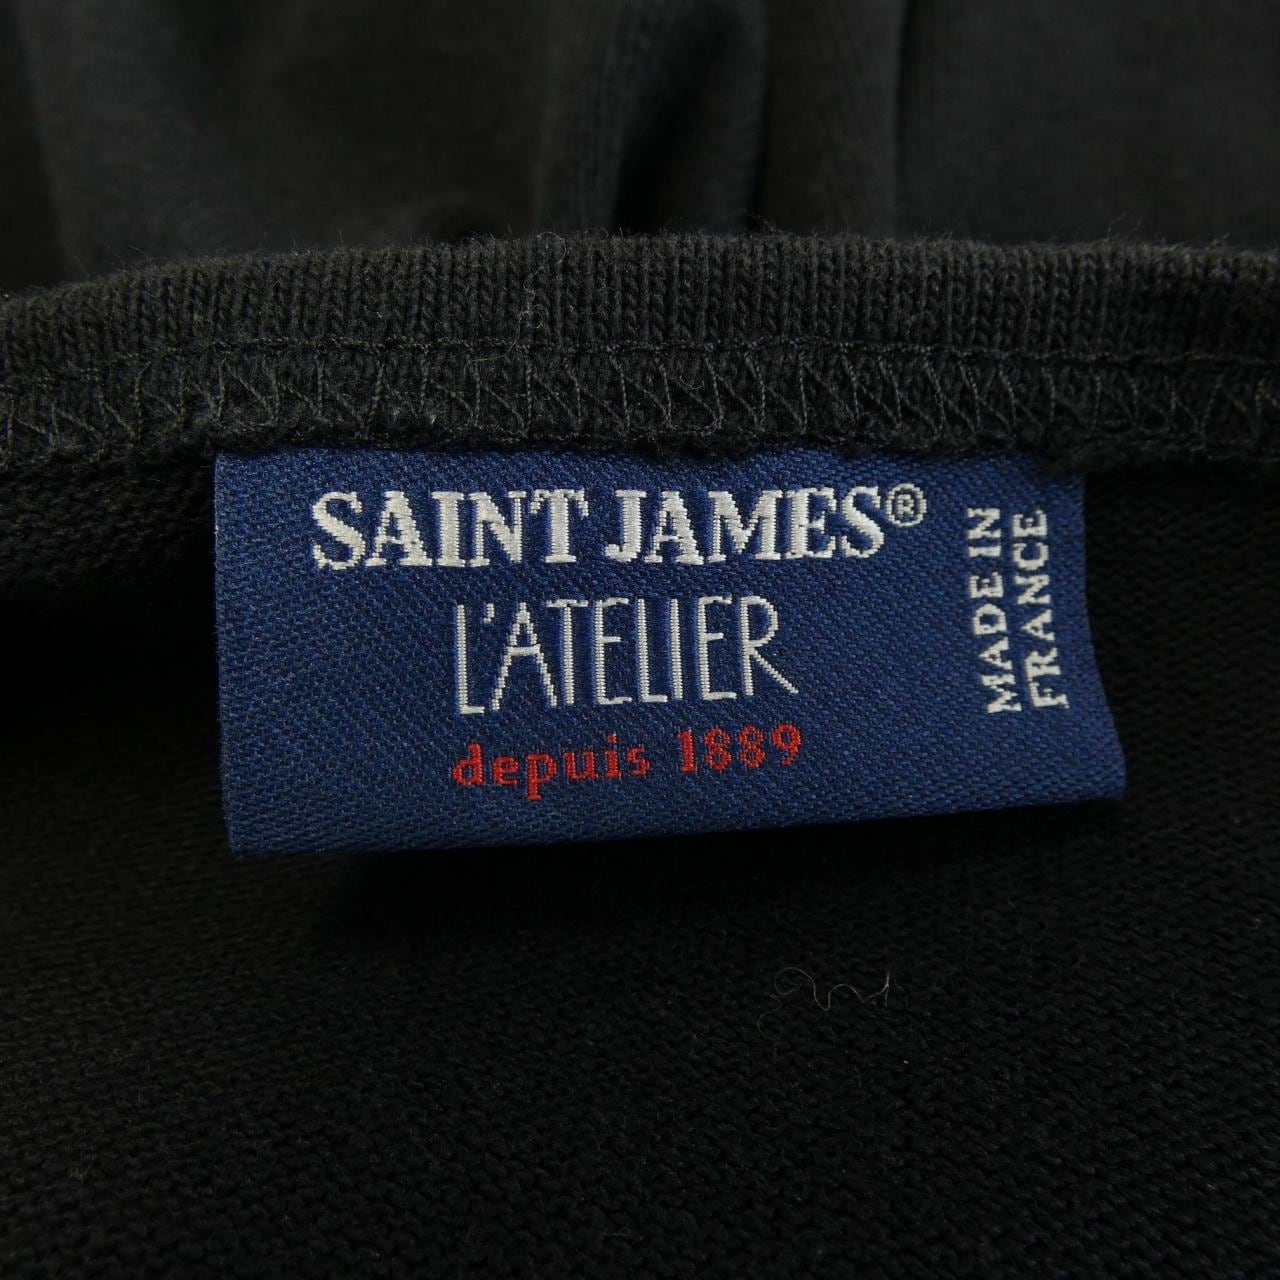 SAINT JAMES®
L'ATELIER
depuis 1889
MADE IN
FRANCE